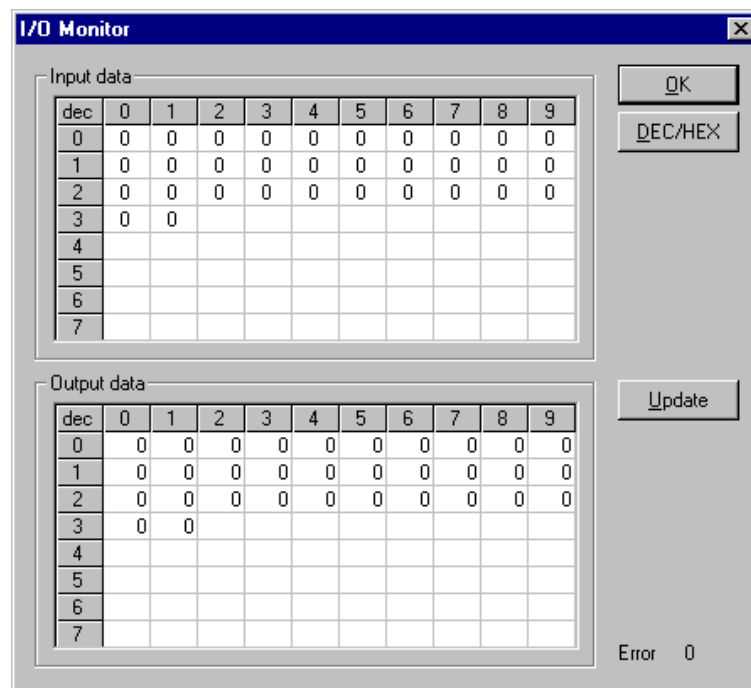 I/O Monitor
Input data
dec 0 1 2 3 4 5 6 7 8 9
0 0 0 0 0 0 0 0 0 0 0
1 0 0 0 0 0 0 0 0 0 0
2 0 0 0 0 0 0 0 0 0 0
3 0 0
4
5
6
7
OK
DEC/HEX
Output data
dec 0 1 2 3 4 5 6 7 8 9
0 0 0 0 0 0 0 0 0 0 0
1 0 0 0 0 0 0 0 0 0 0
2 0 0 0 0 0 0 0 0 0 0
3 0 0
4
5
6
7
Update
Error 0